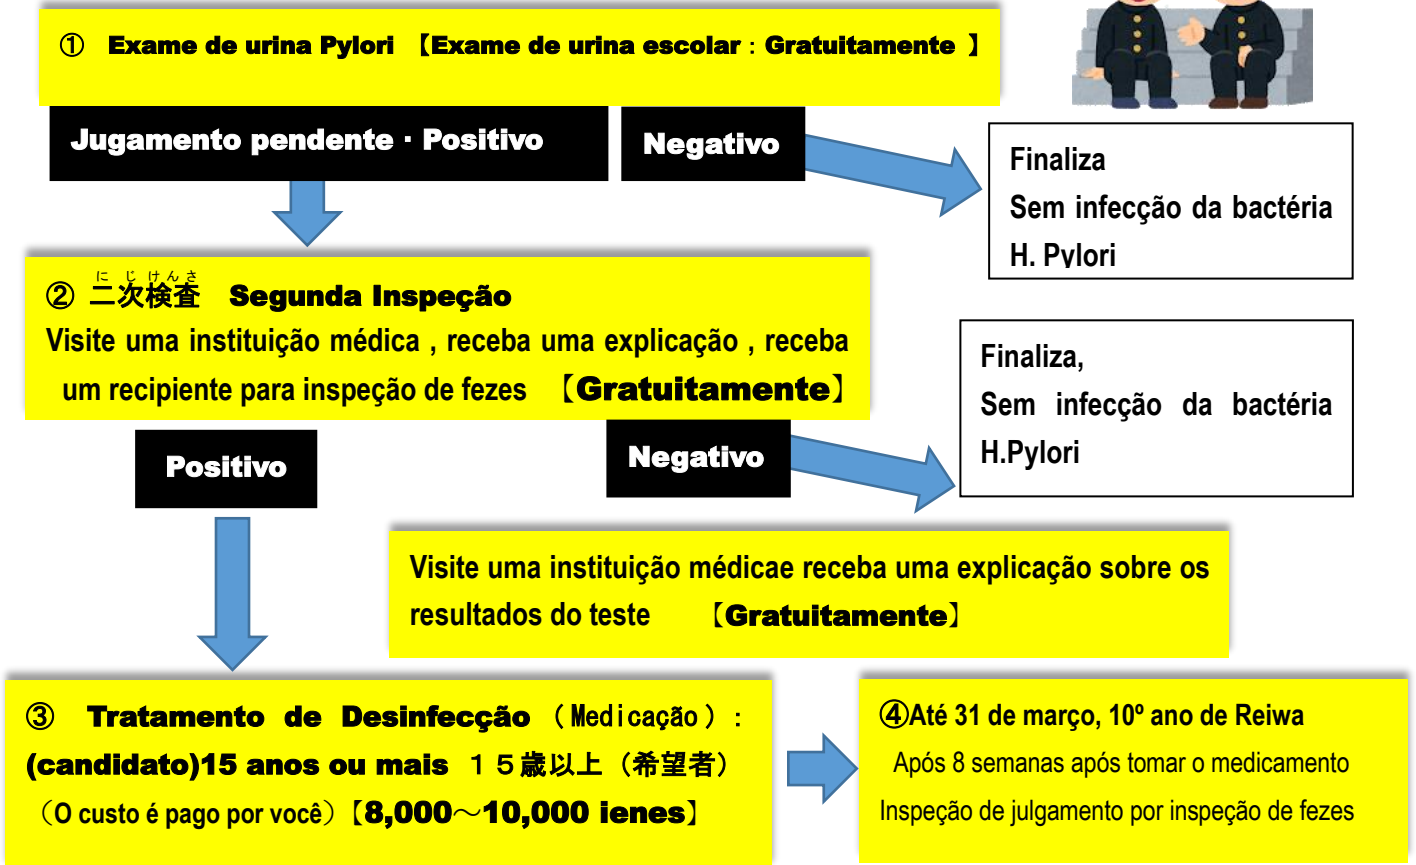 ① Exame de urina Pylori 【Exame de urina escolar : Gratuitamente 】
Jugamento pendente・Positivo
Negativo
Finaliza
Sem infecção da bactéria
H. Pylori
にじけんさ
② 二次検査 Segunda Inspeção
Visite uma instituição médica , receba uma explicação , receba
um recipiente para inspeção de fezes 【Gratuitamente】
Finaliza,
Sem infecção da bactéria
H.Pylori
Positivo
Negativo
Visite uma instituição médicae receba uma explicação sobre os
resultados do teste 【Gratuitamente】
③ Tratamento de Desinfecção（Medicação）:
(candidato)15 anos ou mais １５歳以上（希望者）
（O custo é pago por você）【8,000～10,000 ienes】
④Até 31 de março, 10º ano de Reiwa
Após 8 semanas após tomar o medicamento
Inspeção de julgamento por inspeção de fezes